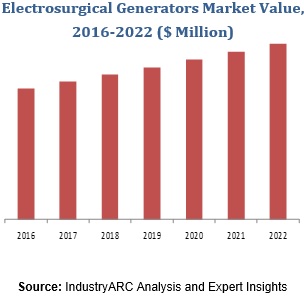 Electrosurgical Generators Market Value,
2016-2022 ($ Million)
2016 2017 2018 2019 2020 2021 2022
Source: IndustryARC Analysis and Expert Insights